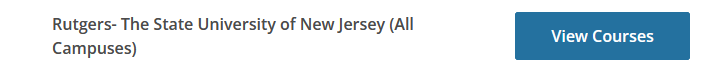 Rutgers- The State University of New Jersey (All
Campuses)
View Courses